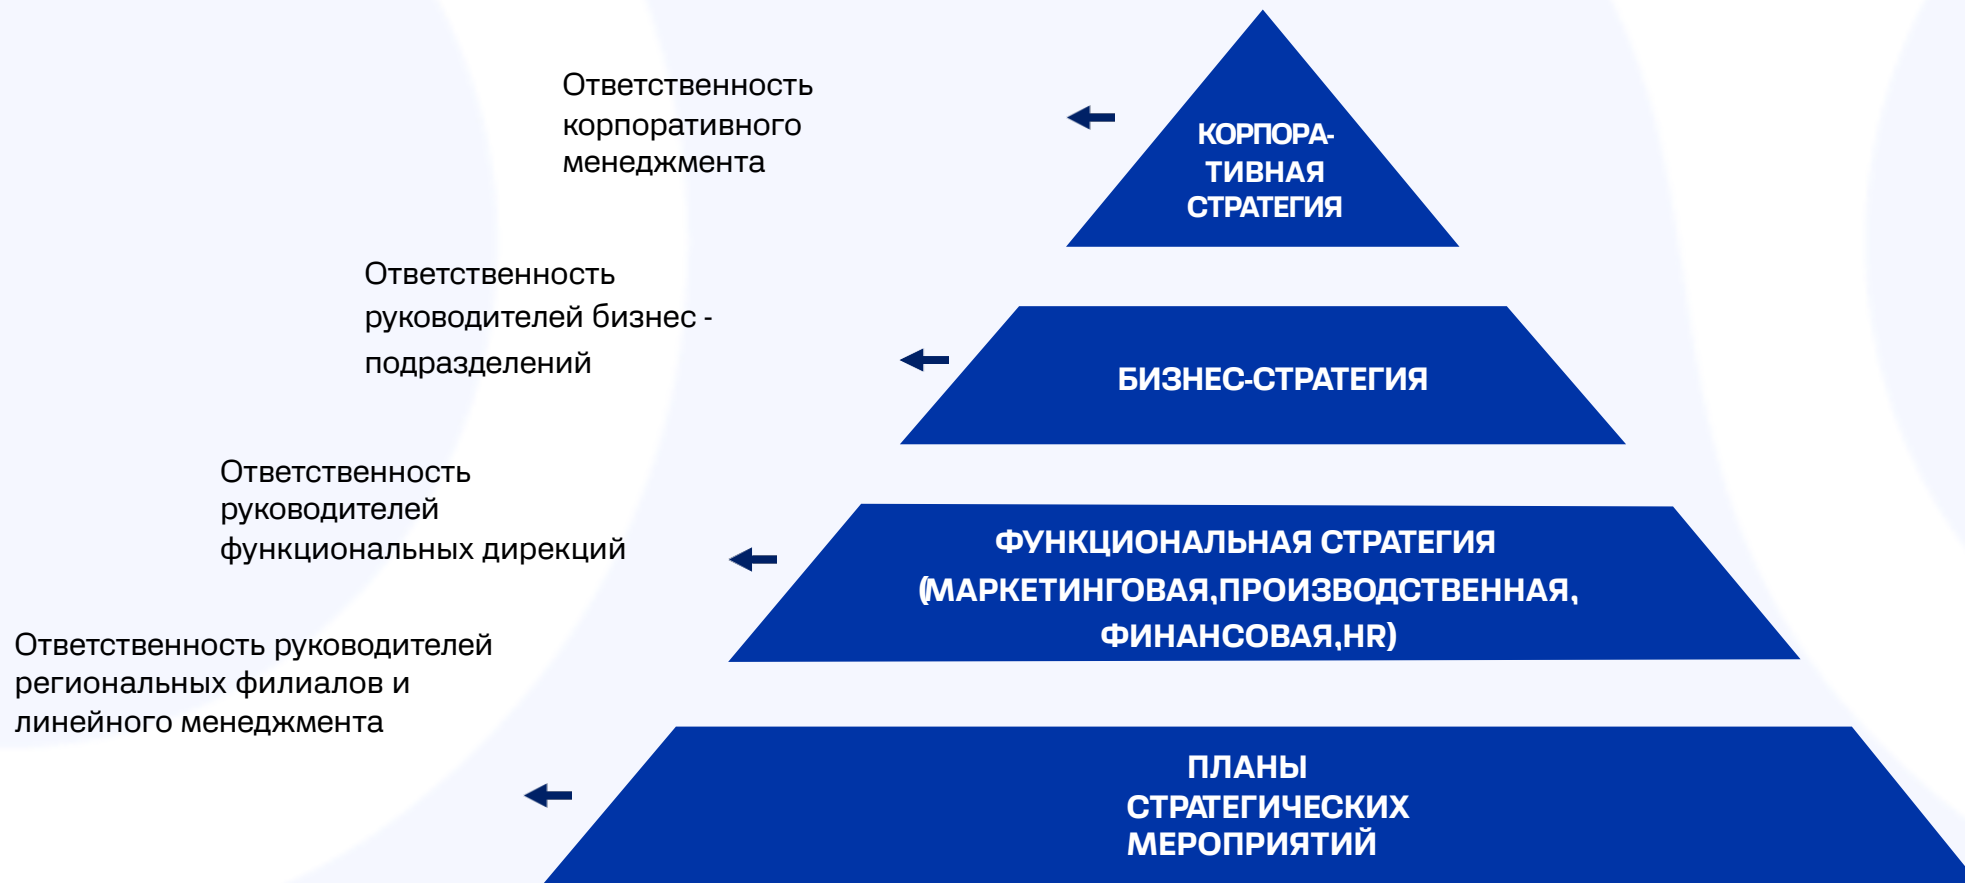 Ответственность
корпоративного
менеджмента
КОРПОРА-
ТИВНАЯ
СТРАТЕГИЯ
Ответственность
руководителей бизнес -
подразделений
БИЗНЕС-СТРАТЕГИЯ
Ответственность
руководителей
функциональных дирекций
ФУНКЦИОНАЛЬНАЯ СТРАТЕГИЯ
(МАРКЕТИНГОВАЯ,ПРОИЗВОДСТВЕННАЯ,
ФИНАНСОВАЯ,HR)
Ответственность руководителей
региональных филиалов и
линейного менеджмента
ПЛАНЫ
СТРАТЕГИЧЕСКИХ
МЕРОПРИЯТИЙ